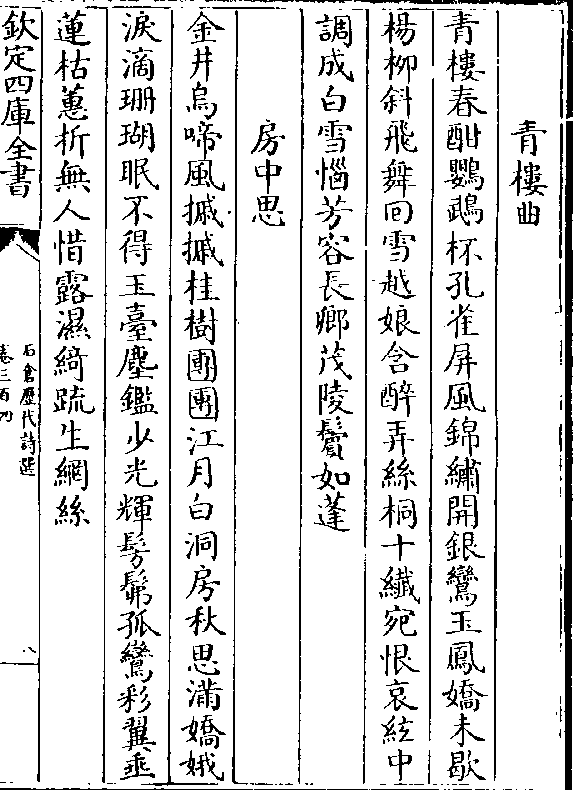 青樓曲
青樓春酣鸚鵡杯孔雀屏風錦繡開銀鸞玉鳳嬌未歇
楊柳斜飛舞回雪越娘含醉弄絲桐十纎宛恨哀絃中
調成白雪惱芳容長鄉茂陵鬢如蓬
房中思
金井烏啼風摵摵桂樹團團江月白洞房秋思滿嬌娥
淚滴珊瑚眠不得玉臺塵鑑少光輝髣髴孤鸞彩翼垂
蓮枯蕙折無人惜露濕綺疏生網絲
欽定四庫全書
石倉歷代詩選
卷三百四
八